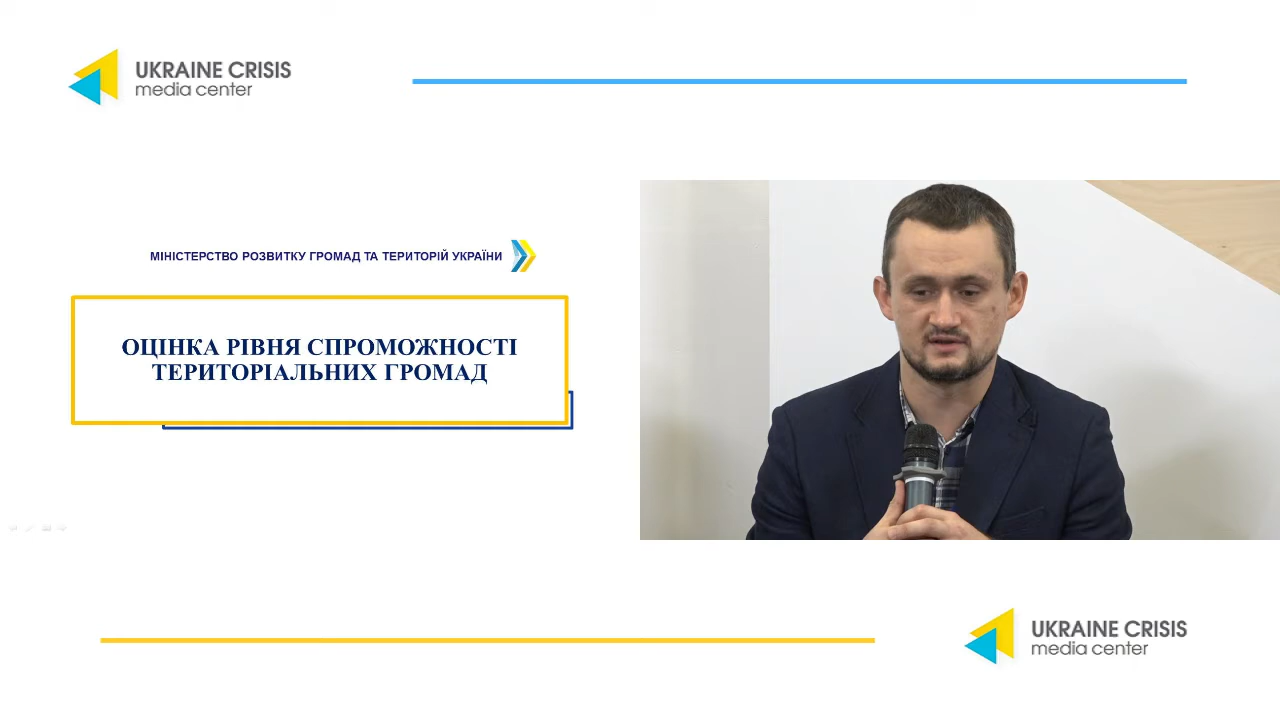 UKRAINE CRISIS
media center
МІНІСТЕРСТВО РОЗВИТКУ ГРОМАД ТА ТЕРИТОРІЙ УКРАЇНИ
ОЦІНКА РІВНЯ СПРОМОЖНОСТІ
ТЕРИТОРІАЛЬНИХ ГРОМАД
UKRAINE CRISIS
media center